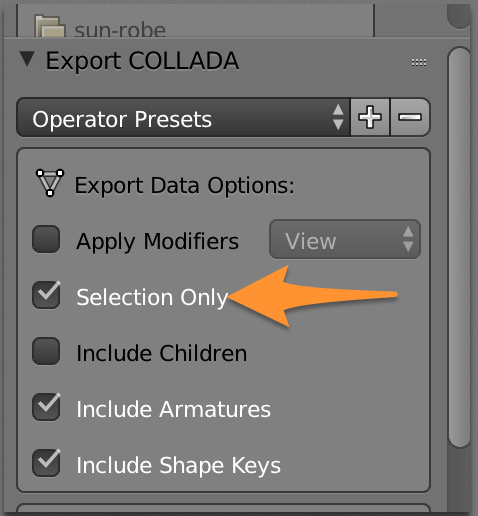 sun-robe
Export COLLADA
Operator Presets
Export Data Options:
Apply Modifiers View
Selection Only
Include Children
Include Armatures
Include Shape Keys